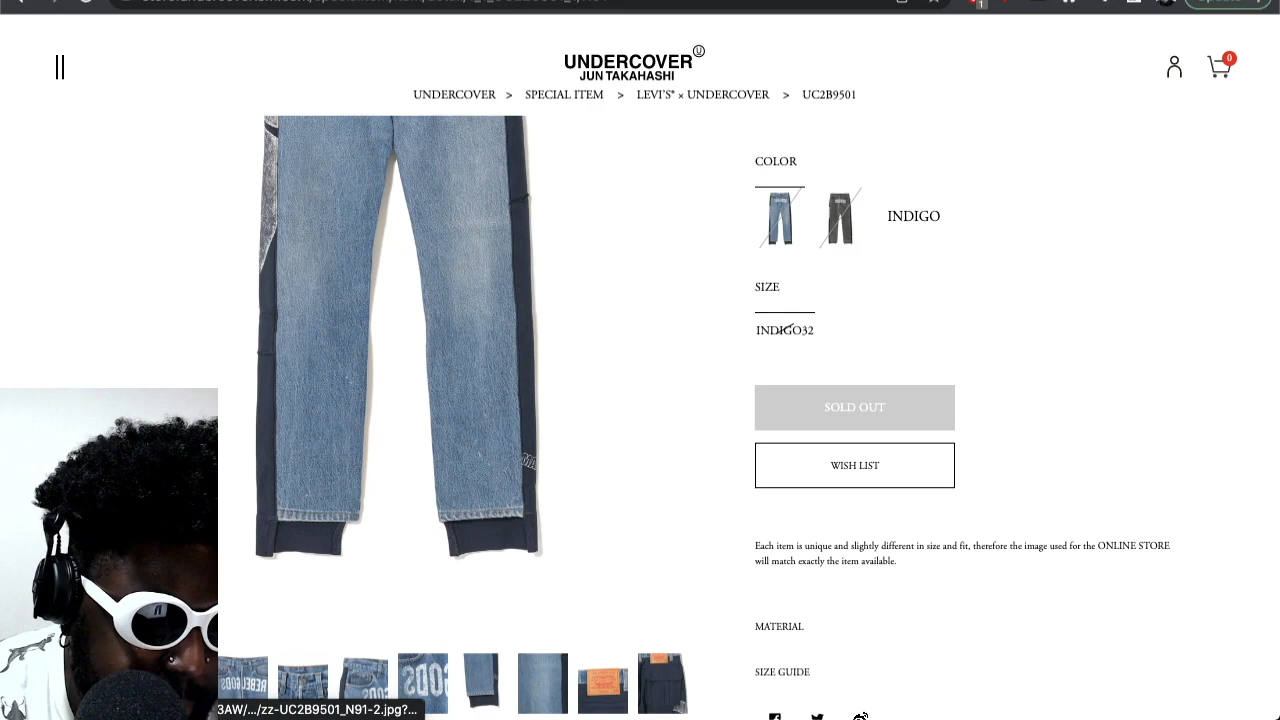 1
UNDERCOVER
JUN TAKAHASHI
0
UNDERCOVER > SPECIAL ITEM > LEVI'S® × UNDERCOVER > UC2B9501
COLOR
INDIGO
SIZE
INDIGO32
SOLD OUT
WISH LIST
Each item is unique and slightly different in size and fit, therefore the image used for the ONLINE STORE
will match exactly the item available.
MATERIAL
SIZE GUIDE
3AW/.../zz-UC2B9501_N91-2.jpg?...